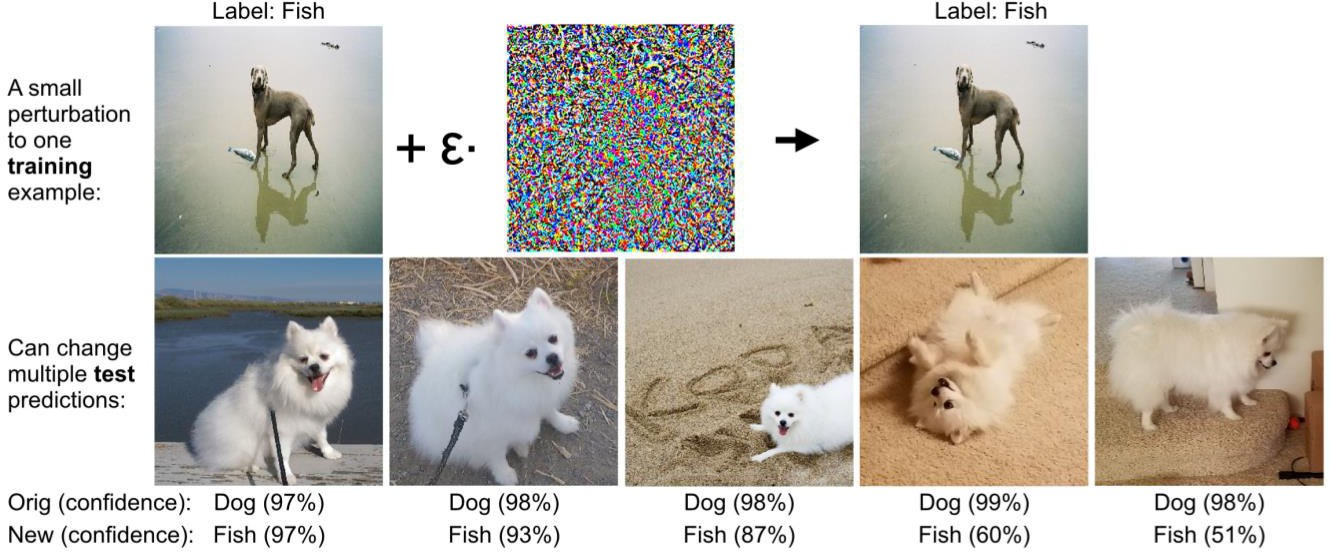 Label: Fish
Label: Fish
A small
perturbation
to one
training
example:
+ ε·
Can change
multiple test
predictions:
Orig (confidence): Dog (97%) Dog (98%) Dog (98%) Dog (99%) Dog (98%)
New (confidence): Fish (97%) Fish (93%) Fish (87%) Fish (60%) Fish (51%)